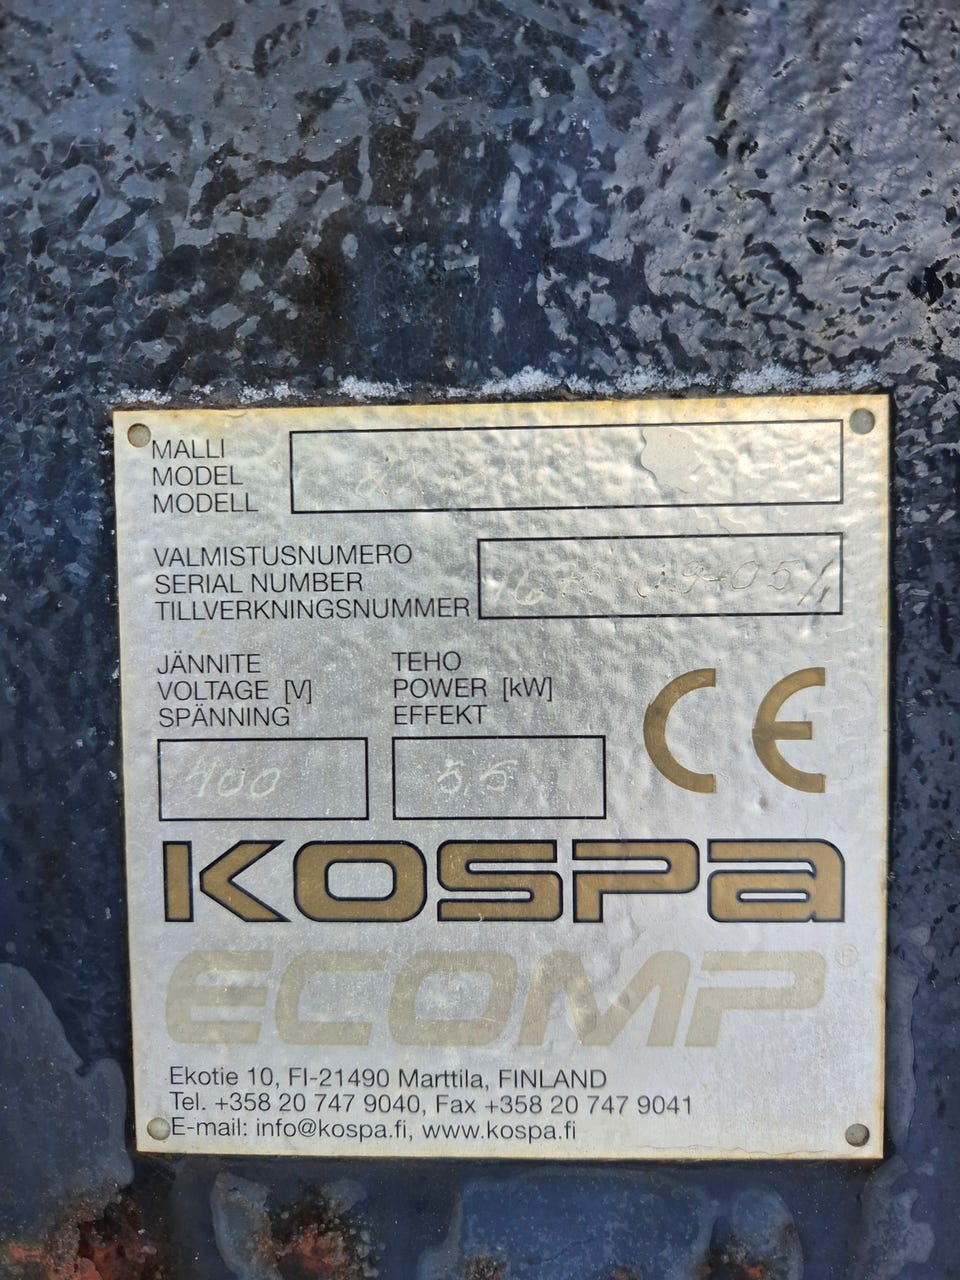 MALLI
MODEL
MODELL
VALMISTUSNUMERO
SERIAL NUMBER
TILLVERKNINGSNUMMER
JÄNNITE
VOLTAGE [V]
SPÄNNING
400
TEHO
POWER [kW]
EFFEKT
5,5
CE
KOSPA
ECOMP®
Ekotie 10, FI-21490 Marttila, FINLAND
Tel. +358 20 747 9040, Fax +358 20 747 9041
E-mail: info@kospa.fi, www.kospa.fi